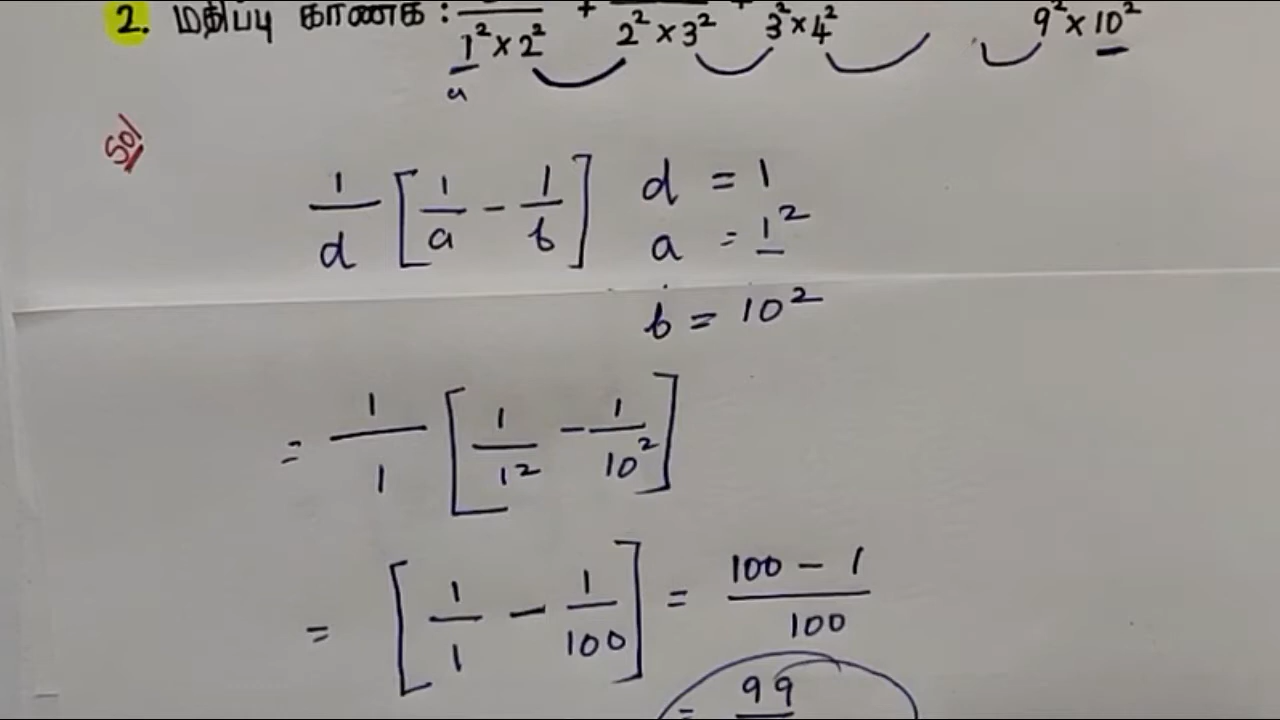 2. மதிப்பு காண்க : ─ + ─ + ─
1² × 2² 2² × 3² 3² × 4² 9² × 10²
a
Sol
1/d [1/a - 1/b] d = 1
a = 1²
b = 10²
= 1/1 [1/1² - 1/10²]
= [1/1 - 1/100] = 100 - 1/100
= 99